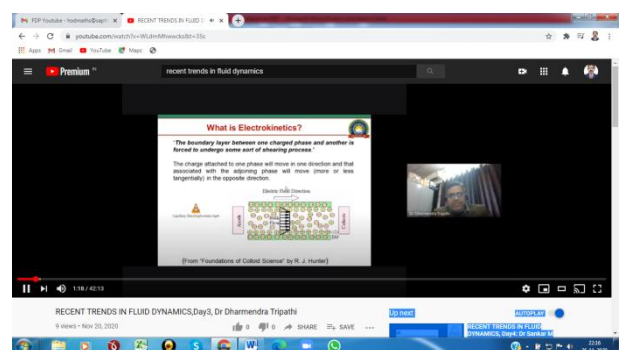 FDP Youtube - hodmaths@sapt
RECENT TRENDS IN FLUID D
youtube.com/watch?v=WLdmMhwwcks&t=35s
Apps
Gmail
YouTube
Maps
Premium
IN
recent trends in fluid dynamics
What is Electrokinetics?
"The boundary layer between one charged phase and another is
forced to undergo some sort of shearing process."
The charge attached to one phase will move in one direction and that
associated with the adjoining phase will move (more or less
tangentially) in the opposite direction.
Electric Field Direction
Anode
Cathode
(From "Foundations of Colloid Science" by R. J. Hunter)
Dr Dharmendra Tripathi
1:18 / 42:13
RECENT TRENDS IN FLUID DYNAMICS,Day3, Dr Dharmendra Tripathi
9 views • Nov 20, 2020
0
0
SHARE
SAVE
Up next
AUTOPLAY
RECENT TRENDS IN FLUID
DYNAMICS, Day4: Dr Sankar M
22:16